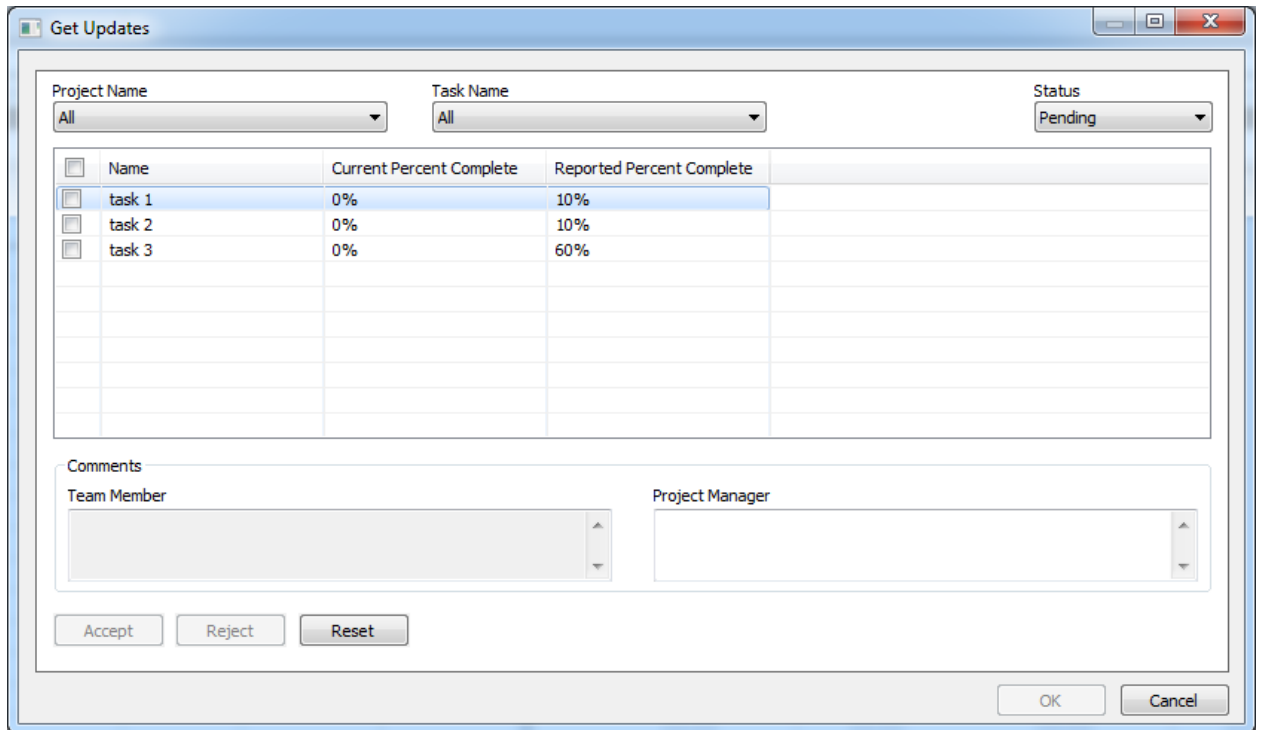 Get Updates
Project Name Task Name Status
All All Pending
Name Current Percent Complete Reported Percent Complete
task 1 0% 10%
task 2 0% 10%
task 3 0% 60%
Comments
Team Member Project Manager
Accept Reject Reset
OK Cancel